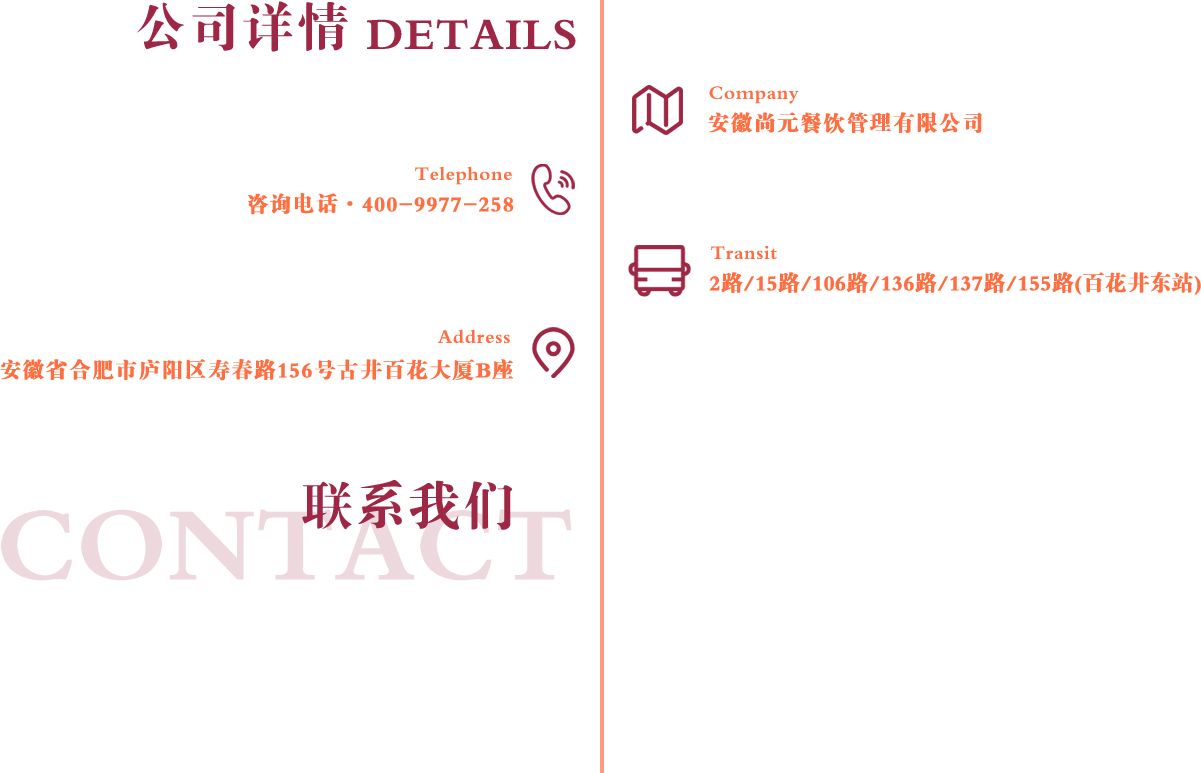 公司详情 DETAILS
Company
安徽尚元餐饮管理有限公司
Telephone
咨询电话·400-9977-258
Transit
2路/15路/106路/136路/137路/155路(百花井东站)
Address
安徽省合肥市庐阳区寿春路156号古井百花大厦B座
联系我们
CONTACT